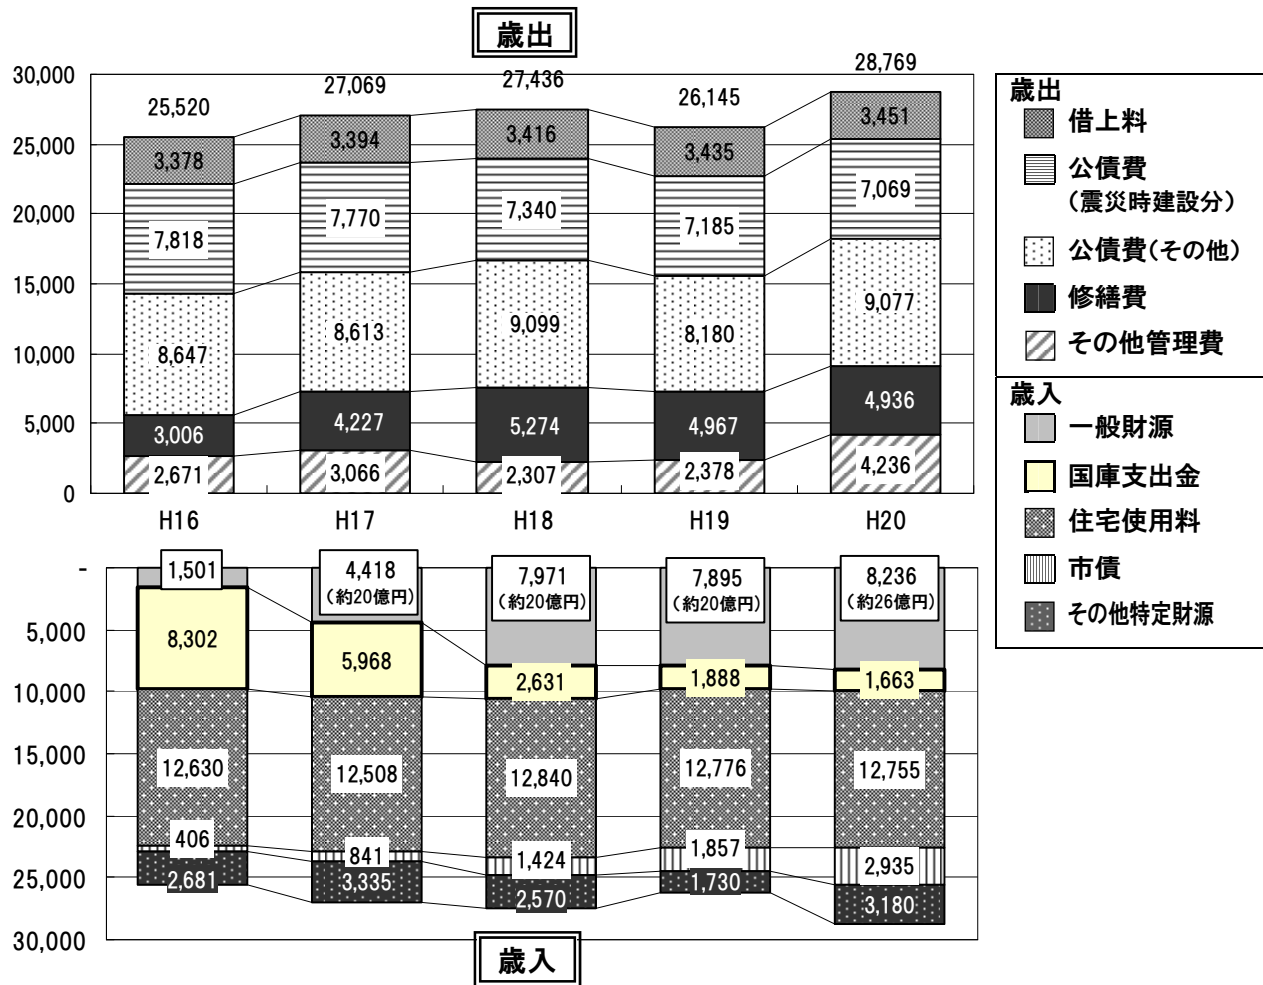 歳出
30,000
25,000
20,000
15,000
10,000
5,000
0
25,520
27,069
27,436
26,145
28,769
3,378
3,394
3,416
3,435
3,451
7,818
7,770
7,340
7,185
7,069
8,647
8,613
9,099
8,180
9,077
3,006
4,227
5,274
4,967
4,936
2,671
3,066
2,307
2,378
4,236
H16
H17
H18
H19
H20
-
5,000
10,000
15,000
20,000
25,000
30,000
1,501
4,418
(約20億円)
7,971
(約20億円)
7,895
(約20億円)
8,236
(約26億円)
8,302
5,968
2,631
1,888
1,663
12,630
12,508
12,840
12,776
12,755
406
841
1,424
1,857
2,935
2,681
3,335
2,570
1,730
3,180
歳入
歳出
借上料
公債費
(震災時建設分)
公債費(その他)
修繕費
その他管理費
歳入
一般財源
国庫支出金
住宅使用料
市債
その他特定財源